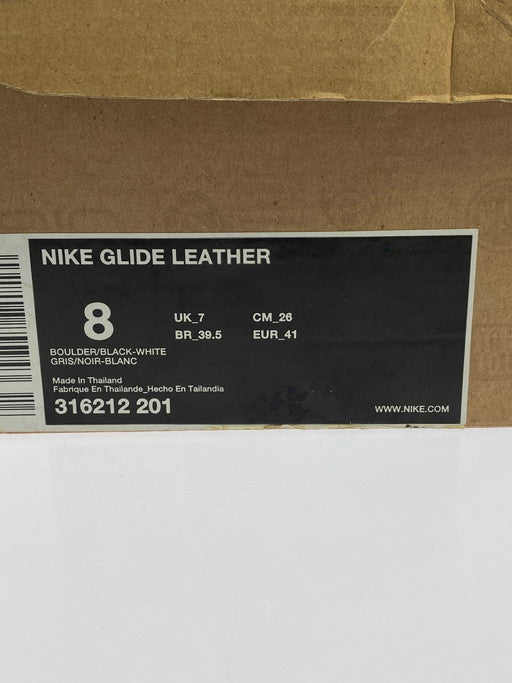 NIKE GLIDE LEATHER
8
UK_7 CM_26
BR_39.5 EUR_41
BOULDER/BLACK-WHITE
GRIS/NOIR-BLANC
Made In Thailand
Fabrique En Thailande_Hecho En Tailandia
316212 201
WWW.NIKE.COM